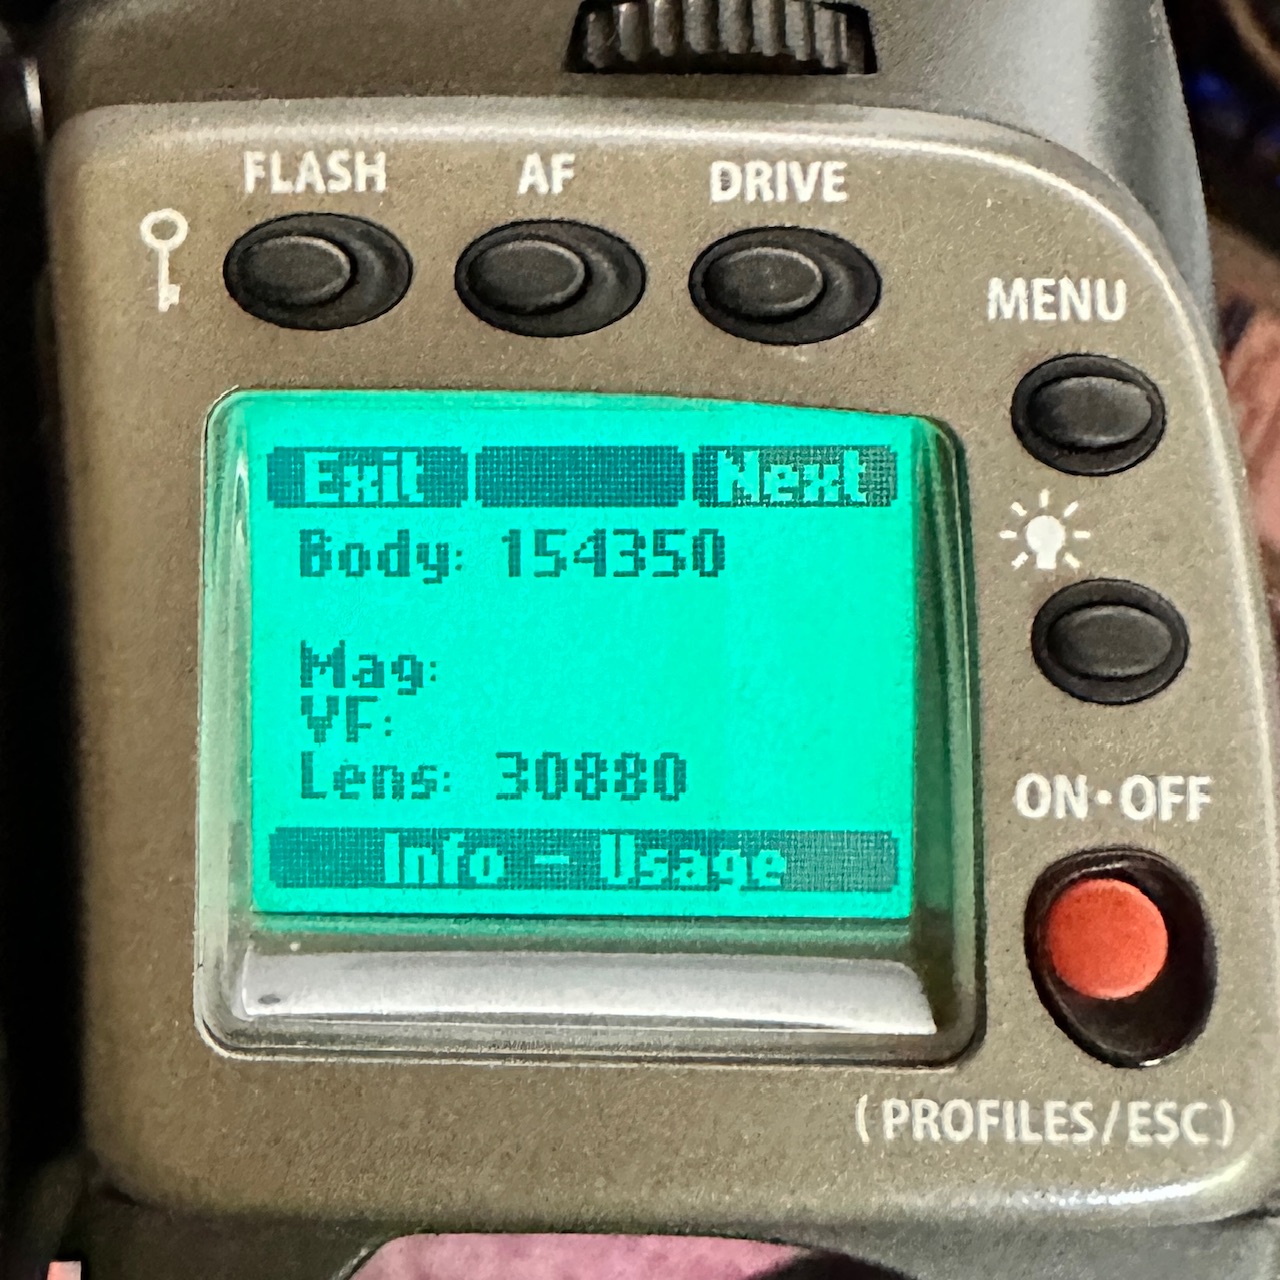 FLASH AF DRIVE
MENU
Exit Next
Body: 154350
Mag:
VF:
Lens: 30880
Info - Usage
ON•OFF
(PROFILES/ESC)